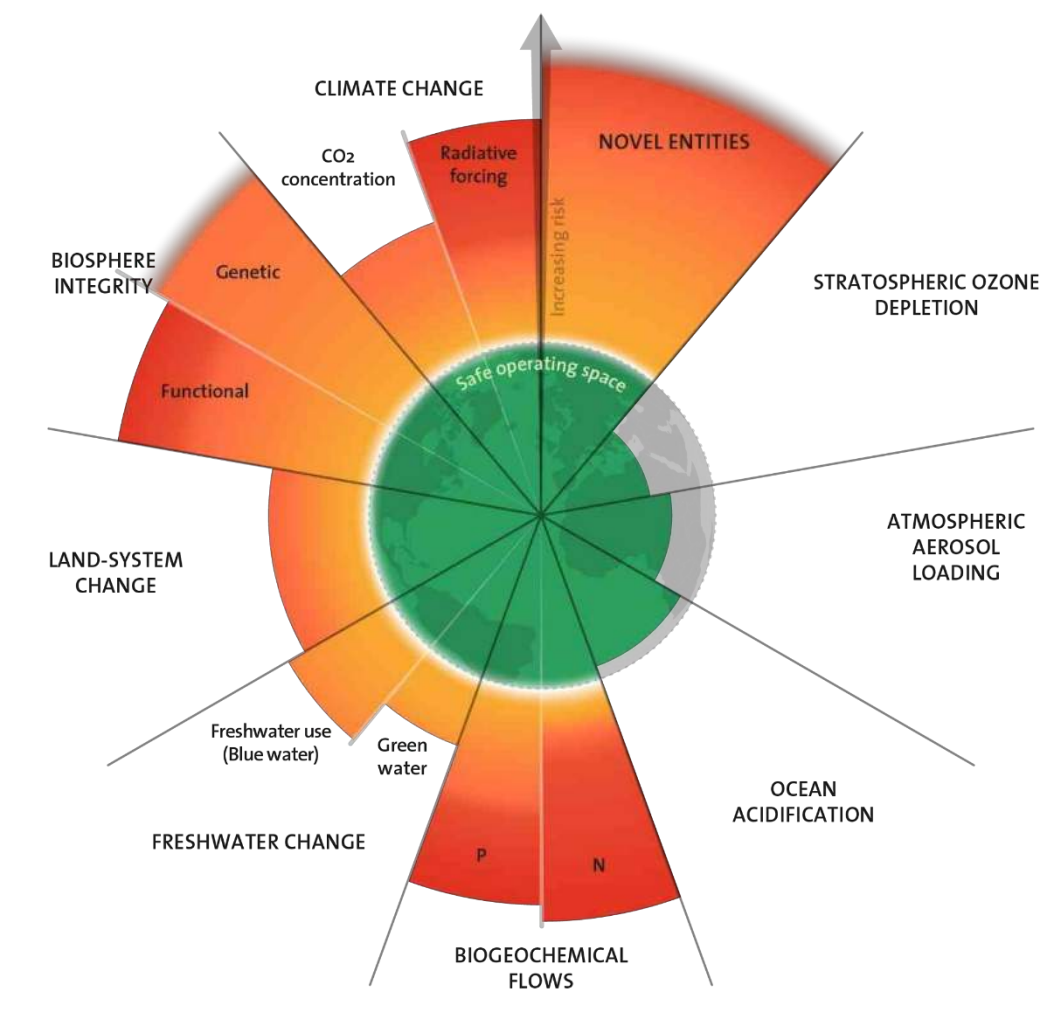 CLIMATE CHANGE
CO2
concentration
Radiative
forcing
NOVEL ENTITIES
Increasing risk
STRATOSPHERIC OZONE
DEPLETION
BIOSPHERE
INTEGRITY
Genetic
Functional
Safe operating space
ATMOSPHERIC
AEROSOL
LOADING
LAND-SYSTEM
CHANGE
Freshwater use
(Blue water)
Green
water
FRESHWATER CHANGE
OCEAN
ACIDIFICATION
P
N
BIOGEOCHEMICAL
FLOWS